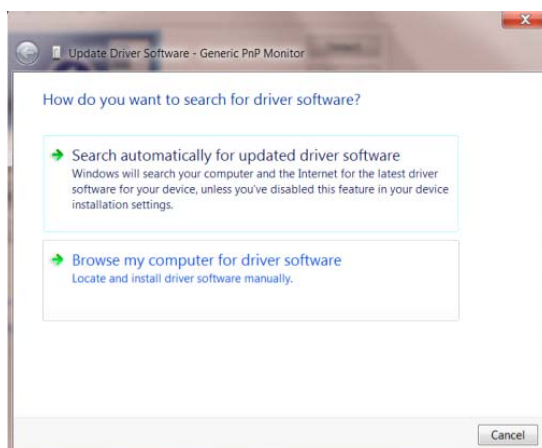 Update Driver Software - Generic PnP Monitor
How do you want to search for driver software?
Search automatically for updated driver software
Windows will search your computer and the Internet for the latest driver
software for your device, unless you've disabled this feature in your device
installation settings.
Browse my computer for driver software
Locate and install driver software manually.
Cancel